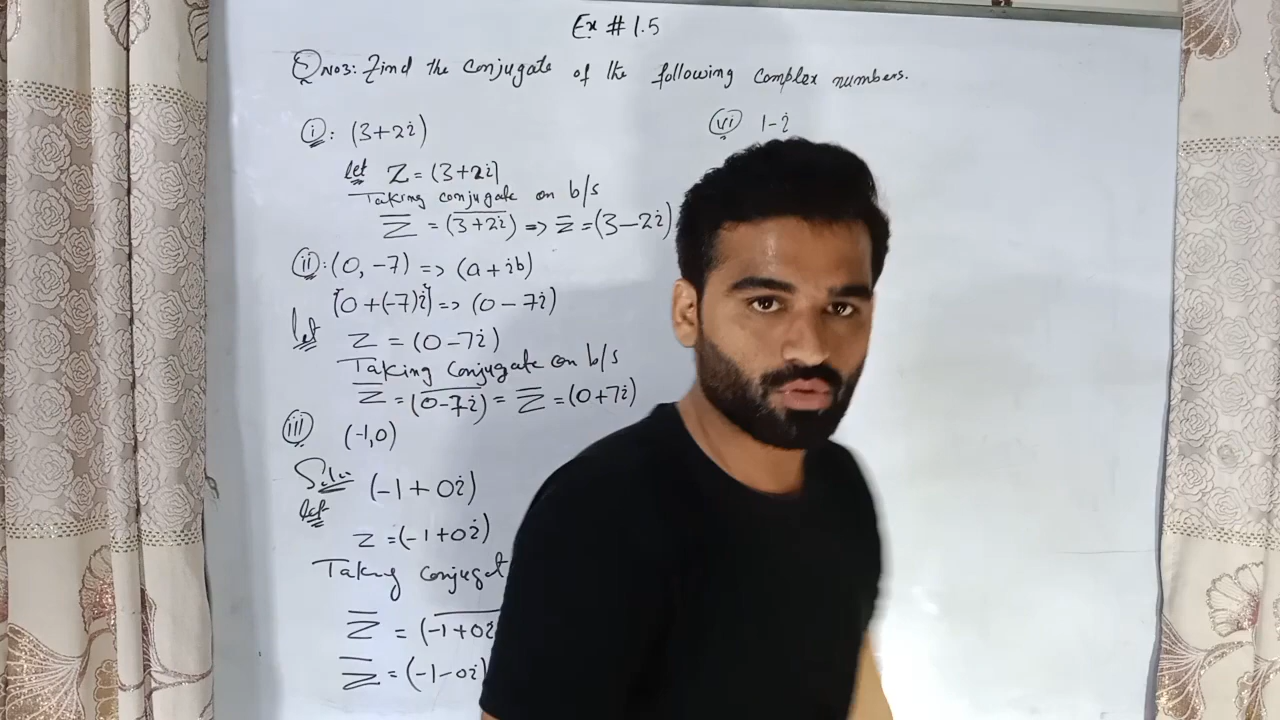 Ex # 1.5
QNo3: Find the conjugate of the following complex numbers.
(i): (3+2i)
let Z = (3+2i)
Taking conjugate on b/s
Z̅ = (3+2i)‾ => z̅ = (3-2i)
(ii): (0, -7) => (a+ib)
{0+(-7)i} => (0-7i)
let
Z = (0-7i)
Taking Conjugate on b/s
Z̅ = (0-7i)‾ = Z̅ = (0+7i)
(iii) (-1,0)
(-1+0i)
let
z = (-1+0i)
Taking conjugat
Z̅ = (-1+0i
Z̅ = (-1-0i)
(vi) 1-i